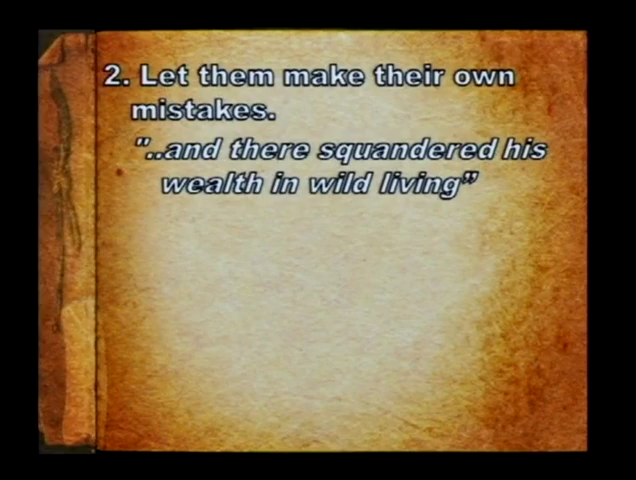 2. Let them make their own
mistakes.
"..and there squandered his
wealth in wild living”